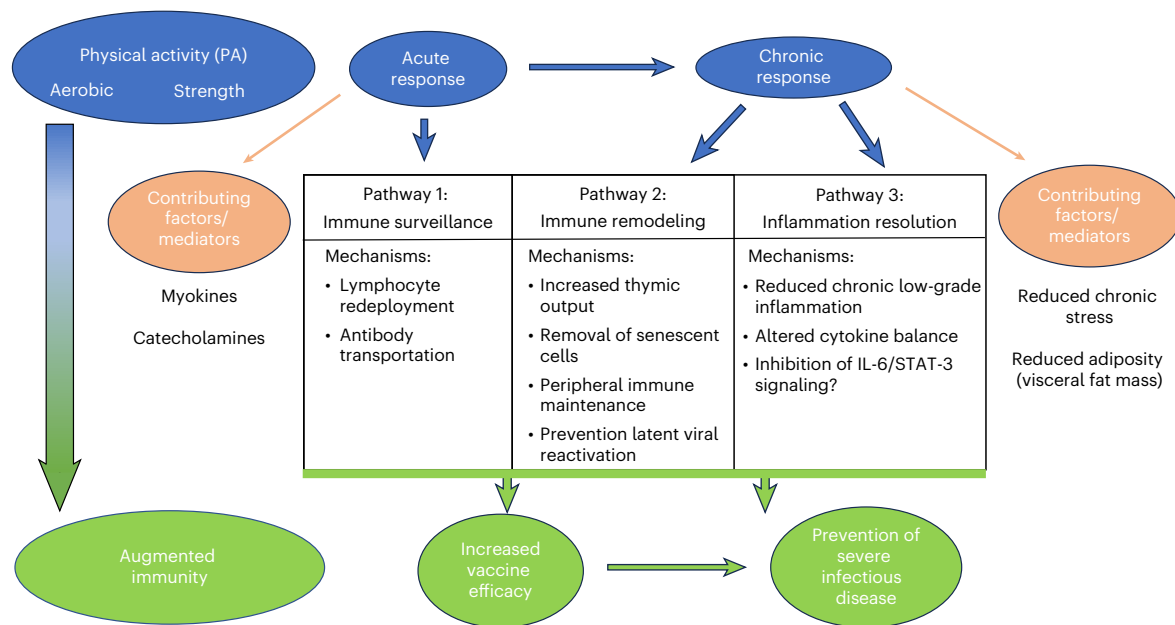 Physical activity (PA)
Aerobic
Strength
Acute
response
Chronic
response
Contributing
factors/
mediators
Myokines
Catecholamines
Pathway 1:
Immune surveillance
Mechanisms:
• Lymphocyte
redeployment
• Antibody
transportation
Pathway 2:
Immune remodeling
Mechanisms:
• Increased thymic
output
• Removal of senescent
cells
• Peripheral immune
maintenance
• Prevention latent viral
reactivation
Pathway 3:
Inflammation resolution
Mechanisms:
• Reduced chronic low-grade
inflammation
• Altered cytokine balance
• Inhibition of IL-6/STAT-3
signaling?
Contributing
factors/
mediators
Reduced chronic
stress
Reduced adiposity
(visceral fat mass)
Augmented
immunity
Increased
vaccine
efficacy
Prevention of
severe
infectious
disease